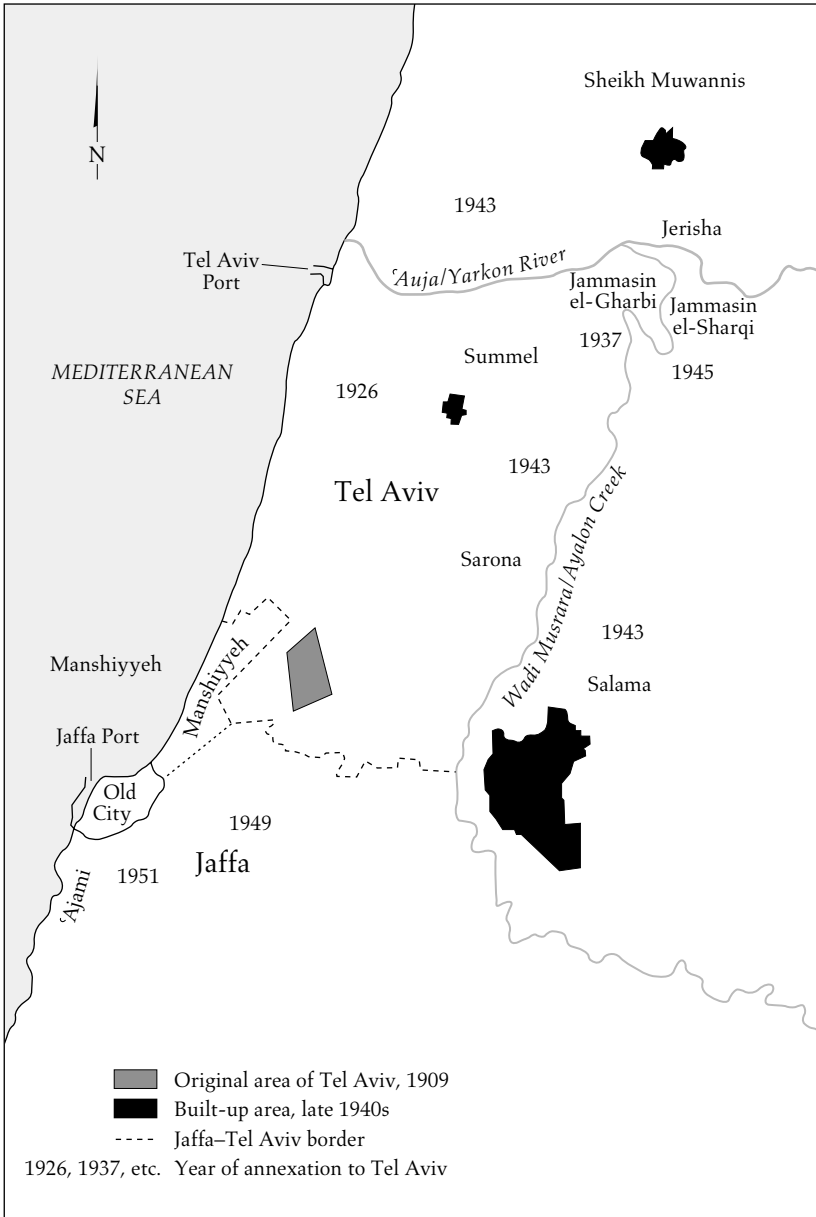 Sheikh Muwannis
N
1943
Jerisha
Tel Aviv
Port
ʿAuja/Yarkon River
Jammasin
el-Gharbi
Jammasin
el-Sharqi
1937
Summel
MEDITERRANEAN
SEA
1926
1945
1943
Tel Aviv
Wadi Musrara/Ayalon Creek
Sarona
1943
Manshiyyeh
Manshiyyeh
Salama
Jaffa Port
Old
City
1949
Jaffa
1951
ʿAjami
Original area of Tel Aviv, 1909
Built-up area, late 1940s
Jaffa–Tel Aviv border
1926, 1937, etc. Year of annexation to Tel Aviv